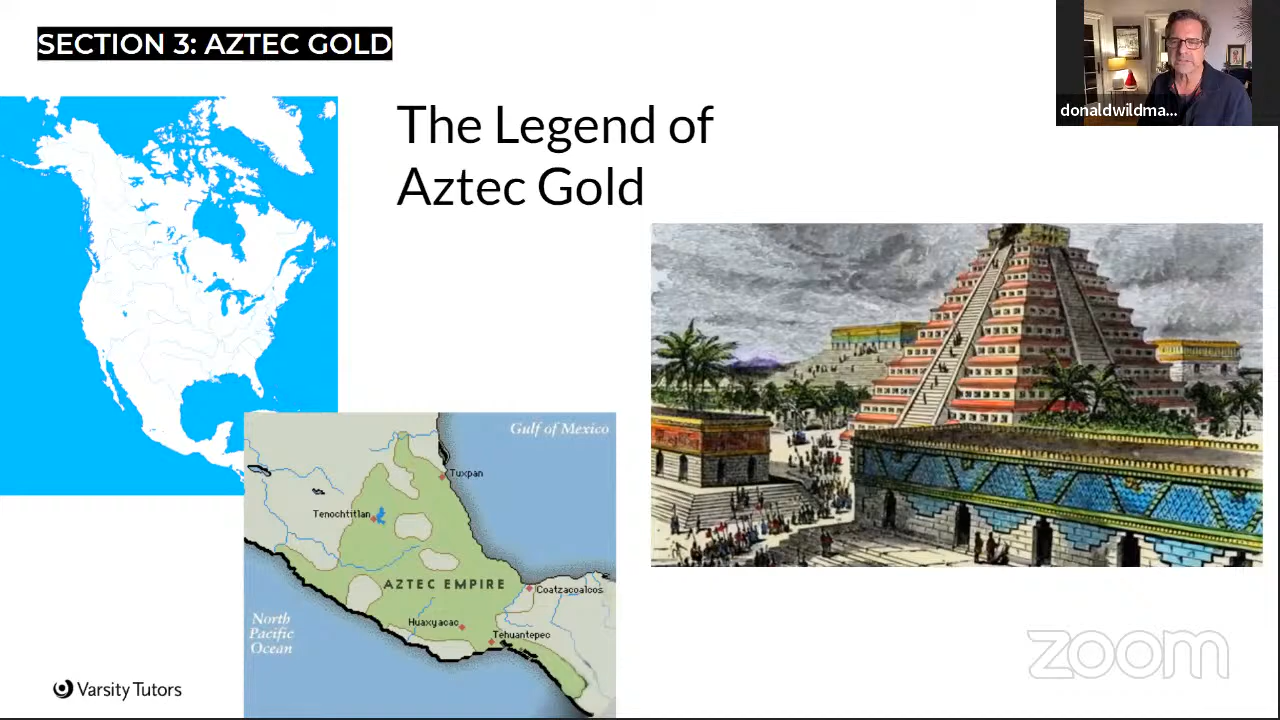 SECTION 3: AZTEC GOLD
donaldwildma...
The Legend of
Aztec Gold
Gulf of Mexico
Tuxpan
Tenochtitlan
AZTEC EMPIRE
Coatzacoalcos
Huaxyacac
North
Pacific
Ocean
Tehuantepec
Varsity Tutors
zoom